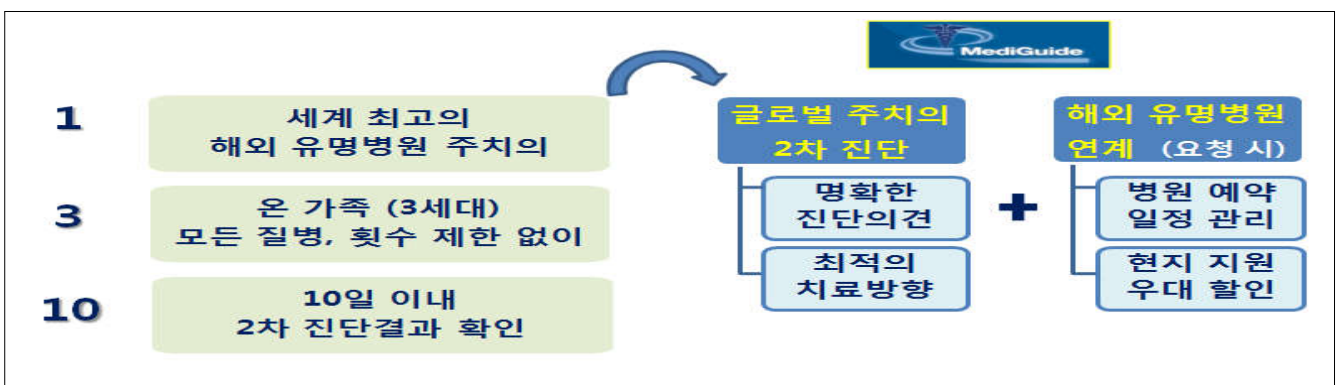 MediGuide
1
세계 최고의
해외 유명병원 주치의
3
온 가족 (3세대)
모든 질병, 횟수 제한 없이
10
10일 이내
2차 진단결과 확인
글로벌 주치의
2차 진단
명확한
진단의견
최적의
치료방향
+
해외 유명병원
연계 (요청 시)
병원 예약
일정 관리
현지 지원
우대 할인